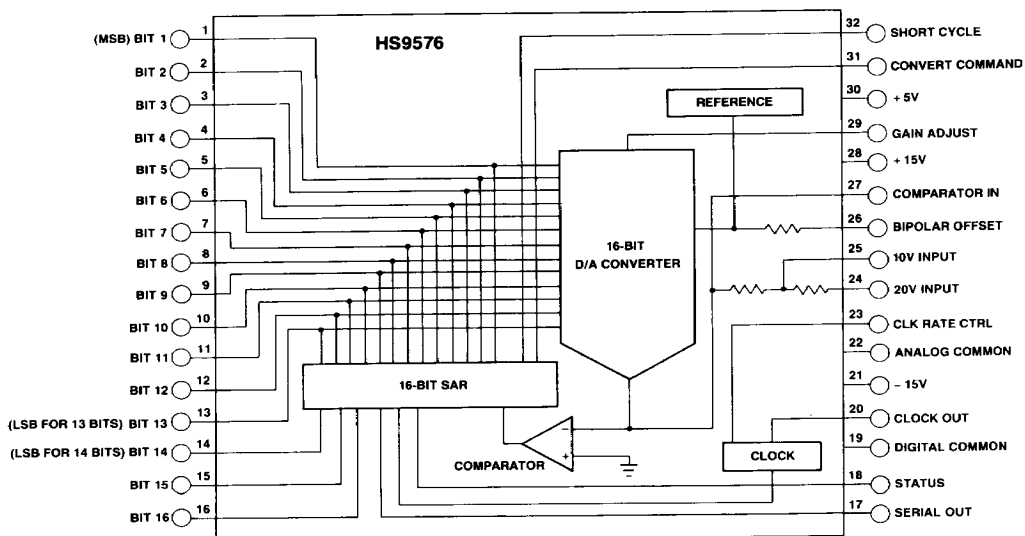 HS9576
(MSB) BIT 1
1
BIT 2
2
BIT 3
3
BIT 4
4
BIT 5
5
BIT 6
6
BIT 7
7
BIT 8
8
BIT 9
9
BIT 10
10
BIT 11
11
BIT 12
12
(LSB FOR 13 BITS) BIT 13
13
(LSB FOR 14 BITS) BIT 14
14
BIT 15
15
BIT 16
16
REFERENCE
16-BIT
D/A CONVERTER
16-BIT SAR
COMPARATOR
−
+
CLOCK
32
SHORT CYCLE
31
CONVERT COMMAND
30
+ 5V
29
GAIN ADJUST
28
+ 15V
27
COMPARATOR IN
26
BIPOLAR OFFSET
25
10V INPUT
24
20V INPUT
23
CLK RATE CTRL
22
ANALOG COMMON
21
− 15V
20
CLOCK OUT
19
DIGITAL COMMON
18
STATUS
17
SERIAL OUT